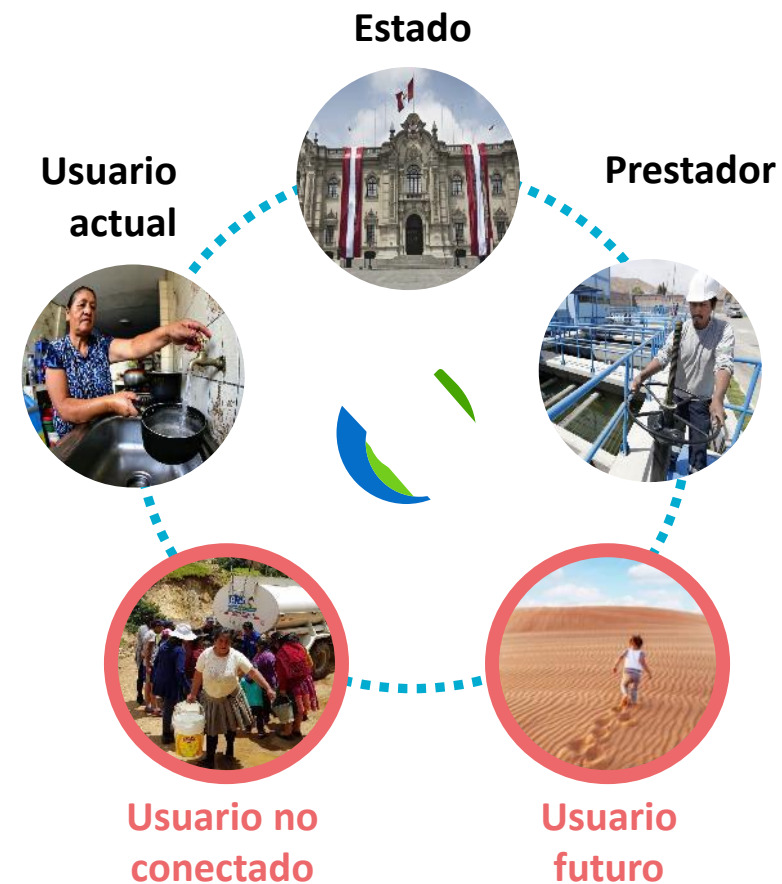 Estado
Usuario
actual
Prestador
Usuario no
conectado
Usuario
futuro